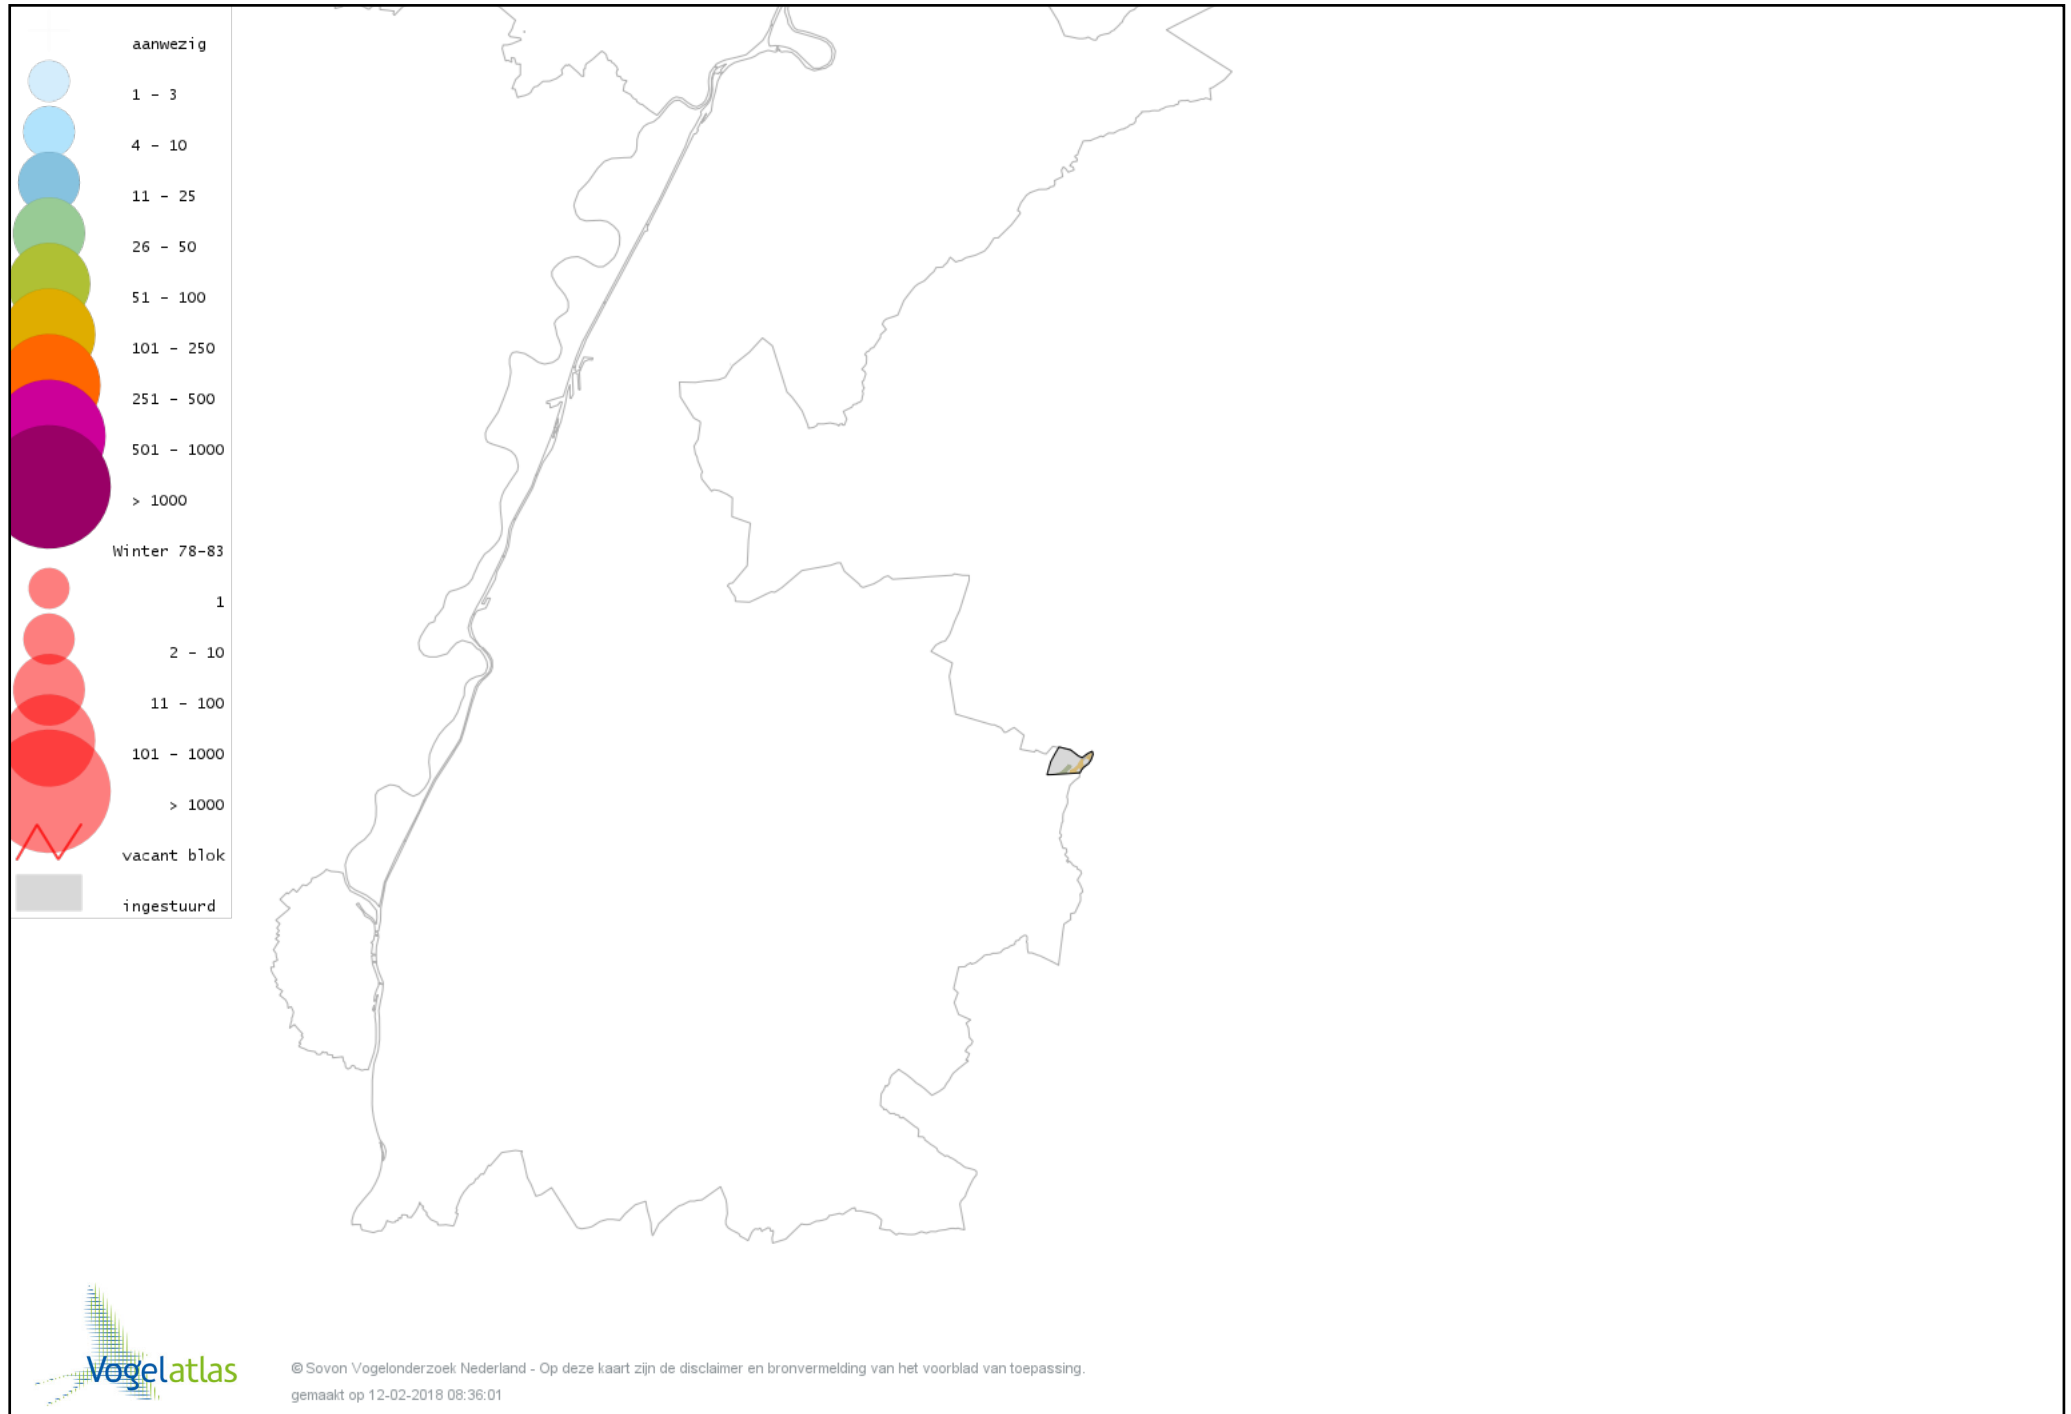 aanwezig
1 - 3
4 - 10
11 - 25
26 - 50
51 - 100
101 - 250
251 - 500
501 - 1000
> 1000
Winter 78-83
1
2 - 10
11 - 100
101 - 1000
> 1000
vacant blok
ingestuurd
Vogelatlas
© Sovon Vogelonderzoek Nederland - Op deze kaart zijn de disclaimer en bronvermelding van het voorblad van toepassing.
gemaakt op 12-02-2018 08:36:01